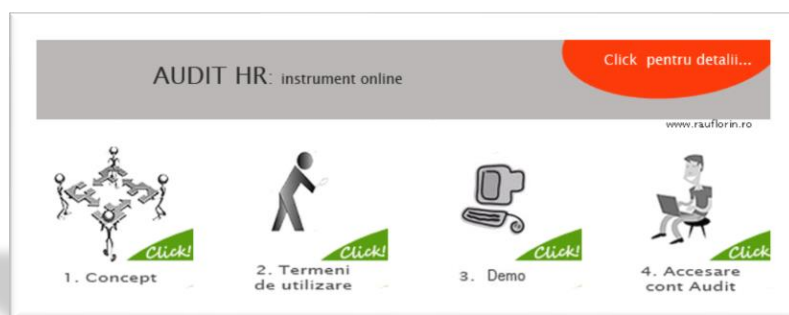 AUDIT HR: instrument online
Click pentru detalii...
www.rauflorin.ro
Click!
1. Concept
Click!
2. Termeni
de utilizare
Click!
3. Demo
Click
4. Accesare
cont Audit